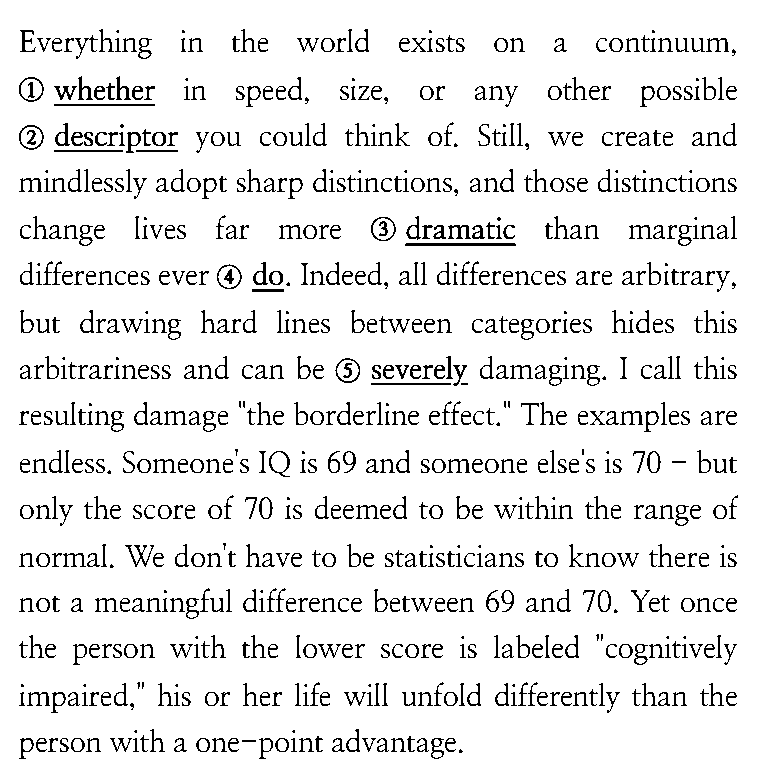 Everything in the world exists on a continuum,
① whether in speed, size, or any other possible
② descriptor you could think of. Still, we create and
mindlessly adopt sharp distinctions, and those distinctions
change lives far more ③ dramatic than marginal
differences ever ④ do. Indeed, all differences are arbitrary,
but drawing hard lines between categories hides this
arbitrariness and can be ⑤ severely damaging. I call this
resulting damage "the borderline effect." The examples are
endless. Someone's IQ is 69 and someone else's is 70 - but
only the score of 70 is deemed to be within the range of
normal. We don't have to be statisticians to know there is
not a meaningful difference between 69 and 70. Yet once
the person with the lower score is labeled "cognitively
impaired," his or her life will unfold differently than the
person with a one-point advantage.